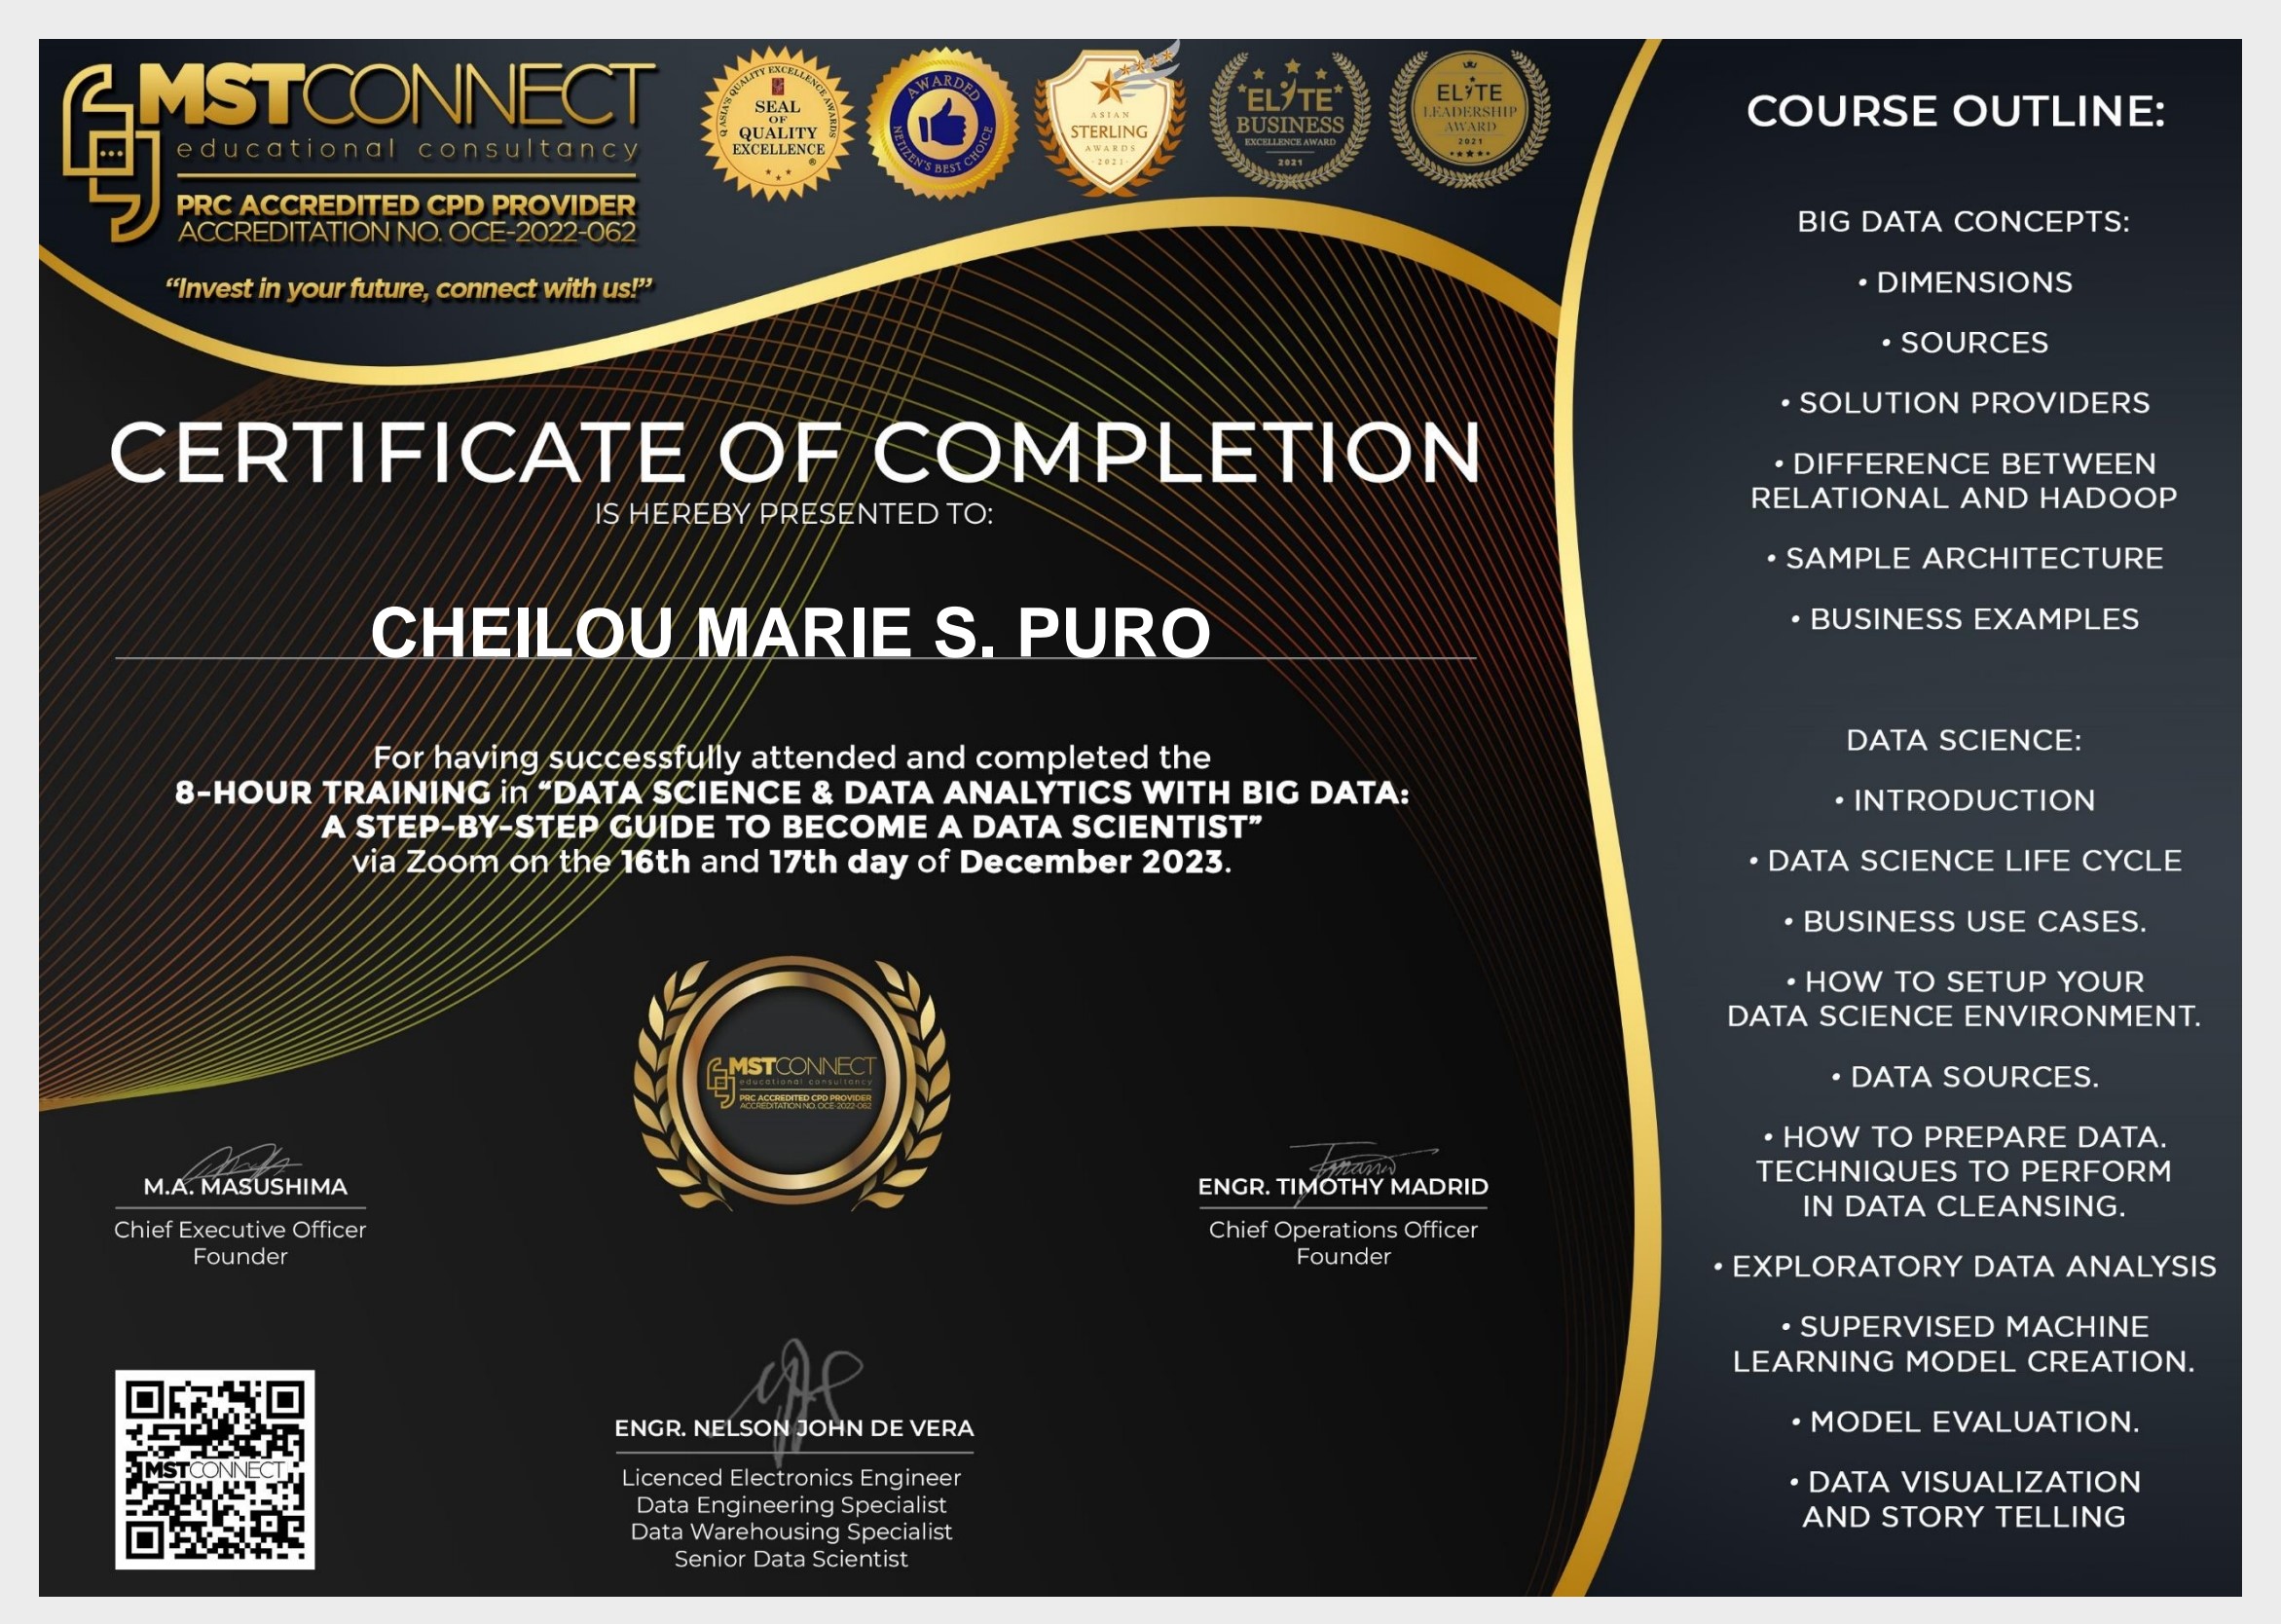 MSTCONNECT
educational consultancy
PRC ACCREDITED CPD PROVIDER
ACCREDITATION NO. OCE-2022-062
“Invest in your future, connect with us!”
Q ASIA'S QUALITY EXCELLENCE AWARDS
SEAL
OF
QUALITY
EXCELLENCE
®
AWARDED
NETIZEN'S BEST CHOICE
ASIAN
STERLING
AWARDS
- 2021 -
ELITE
BUSINESS
EXCELLENCE AWARD
2021
ELITE
LEADERSHIP
AWARD
2021
CERTIFICATE OF COMPLETION
IS HEREBY PRESENTED TO:
CHEILOU MARIE S. PURO
For having successfully attended and completed the
8-HOUR TRAINING in “DATA SCIENCE & DATA ANALYTICS WITH BIG DATA:
A STEP-BY-STEP GUIDE TO BECOME A DATA SCIENTIST”
via Zoom on the 16th and 17th day of December 2023.
MSTCONNECT
educational consultancy
PRC ACCREDITED CPD PROVIDER
ACCREDITATION NO. OCE-2022-062
M.A. MASUSHIMA
Chief Executive Officer
Founder
ENGR. TIMOTHY MADRID
Chief Operations Officer
Founder
MSTCONNECT
ENGR. NELSON JOHN DE VERA
Licenced Electronics Engineer
Data Engineering Specialist
Data Warehousing Specialist
Senior Data Scientist
COURSE OUTLINE:
BIG DATA CONCEPTS:
• DIMENSIONS
• SOURCES
• SOLUTION PROVIDERS
• DIFFERENCE BETWEEN
RELATIONAL AND HADOOP
• SAMPLE ARCHITECTURE
• BUSINESS EXAMPLES
DATA SCIENCE:
• INTRODUCTION
• DATA SCIENCE LIFE CYCLE
• BUSINESS USE CASES.
• HOW TO SETUP YOUR
DATA SCIENCE ENVIRONMENT.
• DATA SOURCES.
• HOW TO PREPARE DATA.
TECHNIQUES TO PERFORM
IN DATA CLEANSING.
• EXPLORATORY DATA ANALYSIS
• SUPERVISED MACHINE
LEARNING MODEL CREATION.
• MODEL EVALUATION.
• DATA VISUALIZATION
AND STORY TELLING